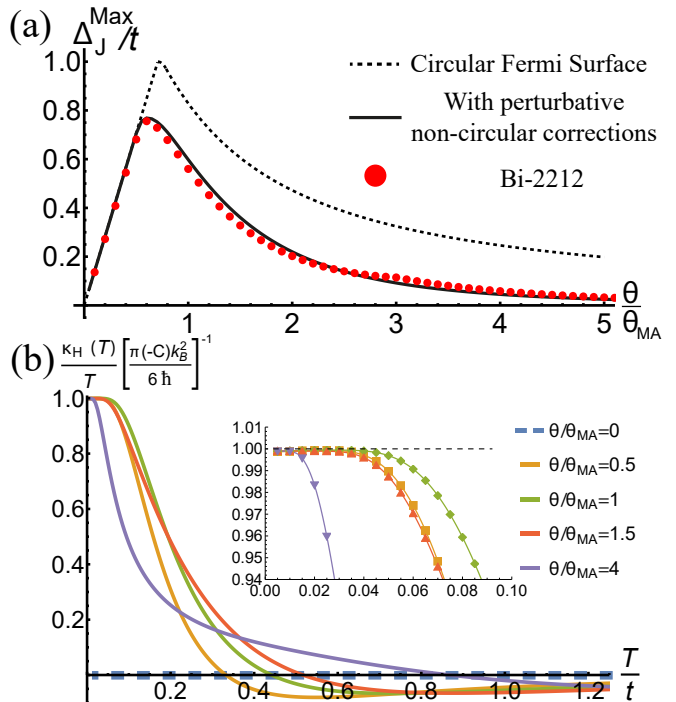 (a)
Δ_J^Max/t
1.0
0.8
0.6
0.4
0.2
Circular Fermi Surface
With perturbative
non-circular corrections
Bi-2212
0 1 2 3 4 5
θ/θ_MA
(b)
κ_H (T)/T [π(-C)k_B^2/6 ħ]^-1
1.0
0.8
0.6
0.4
0.2
1.01
1.00
0.99
0.98
0.97
0.96
0.95
0.94
0.00 0.02 0.04 0.06 0.08 0.10
θ/θ_MA=0
θ/θ_MA=0.5
θ/θ_MA=1
θ/θ_MA=1.5
θ/θ_MA=4
0.2 0.4 0.6 0.8 1.0 1.2
T/t